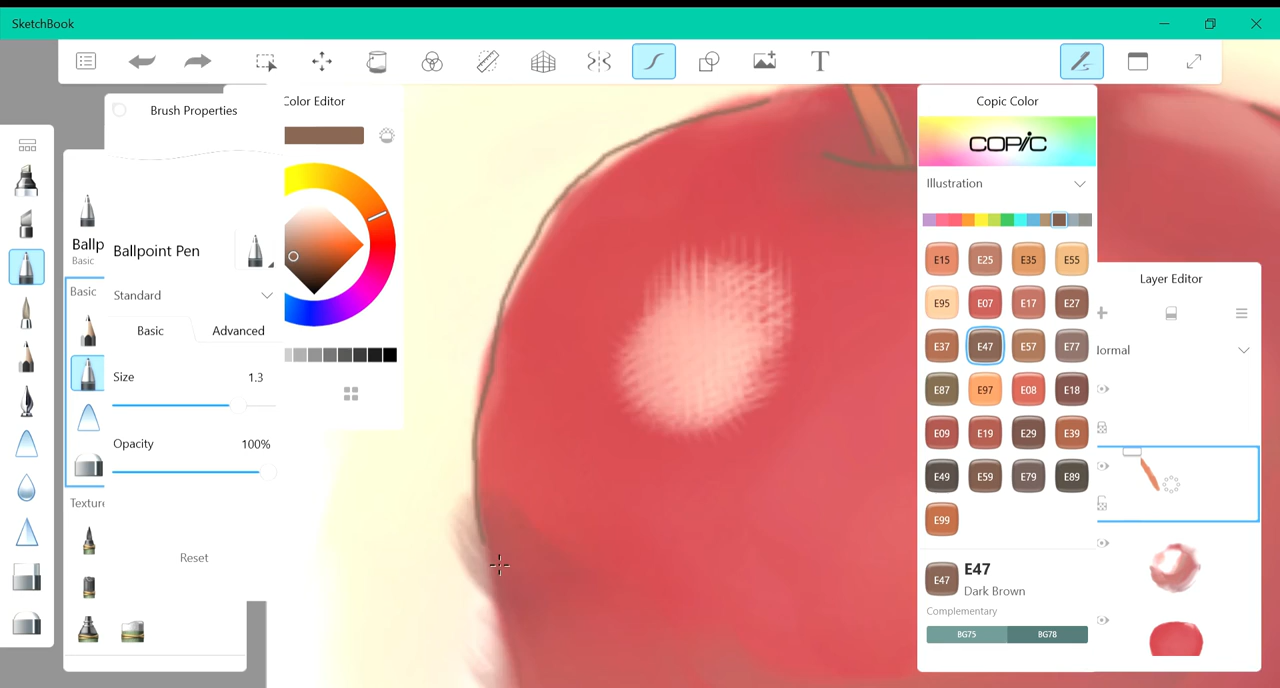 SketchBook
T
Brush Properties
Ballp
Basic
Basic
Texture
Ballpoint Pen
Standard
Basic Advanced
Size 1.3
Opacity 100%
Reset
Color Editor
Copic Color
COPIC
Illustration
E15 E25 E35 E55
E95 E07 E17 E27
E37 E47 E57 E77
E87 E97 E08 E18
E09 E19 E29 E39
E49 E59 E79 E89
E99
E47 E47
Dark Brown
Complementary
BG75 BG78
Layer Editor
lormal